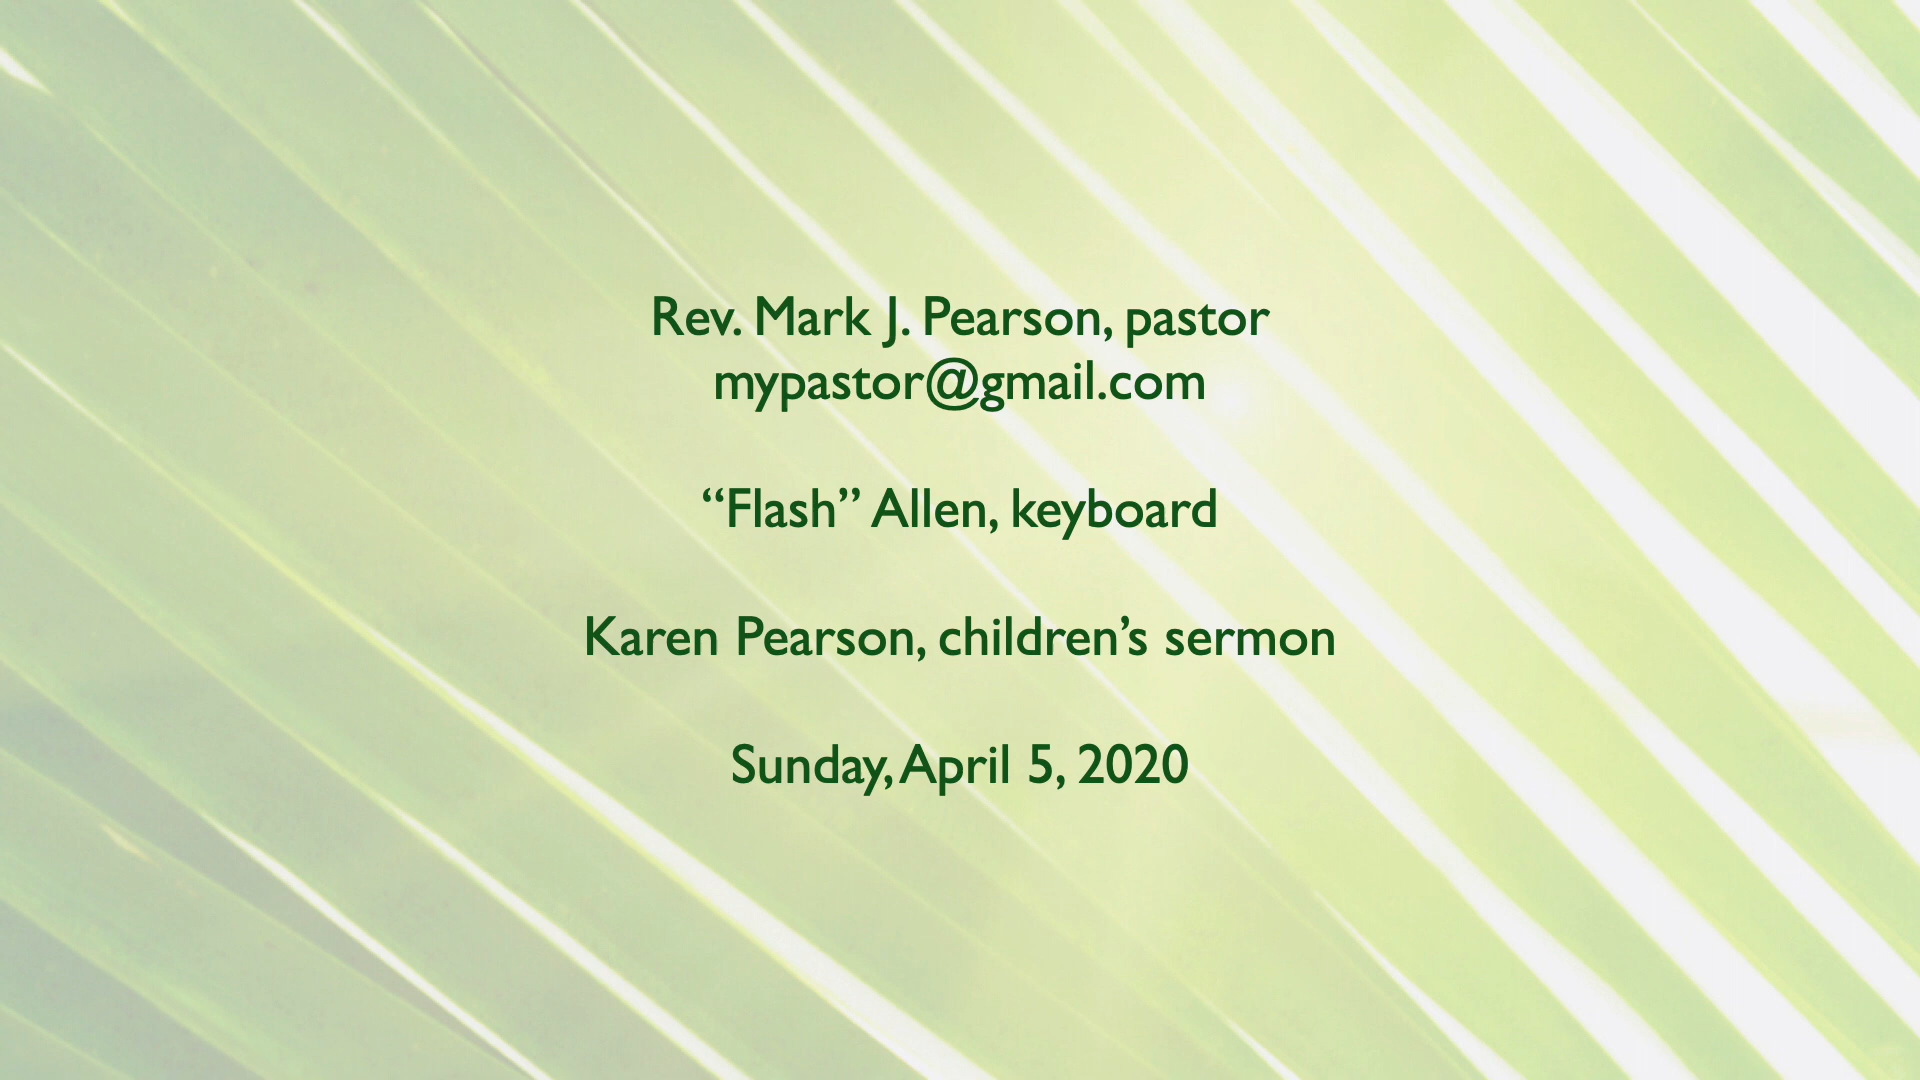 Rev. Mark J. Pearson, pastor
mypastor@gmail.com
“Flash” Allen, keyboard
Karen Pearson, children’s sermon
Sunday, April 5, 2020